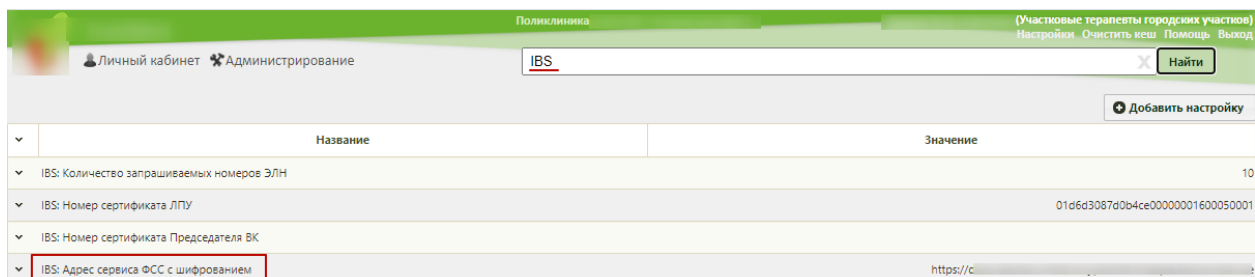 Поликлиника
(Участковые терапевты городских участков)
Настройки Очистить кеш Помощь Выход
Личный кабинет Администрирование
IBS
X Найти
Добавить настройку
Название Значение
IBS: Количество запрашиваемых номеров ЭЛН 10
IBS: Номер сертификата ЛПУ 01d6d3087d0b4ce00000001600050001
IBS: Номер сертификата Председателя ВК
IBS: Адрес сервиса ФСС с шифрованием https://